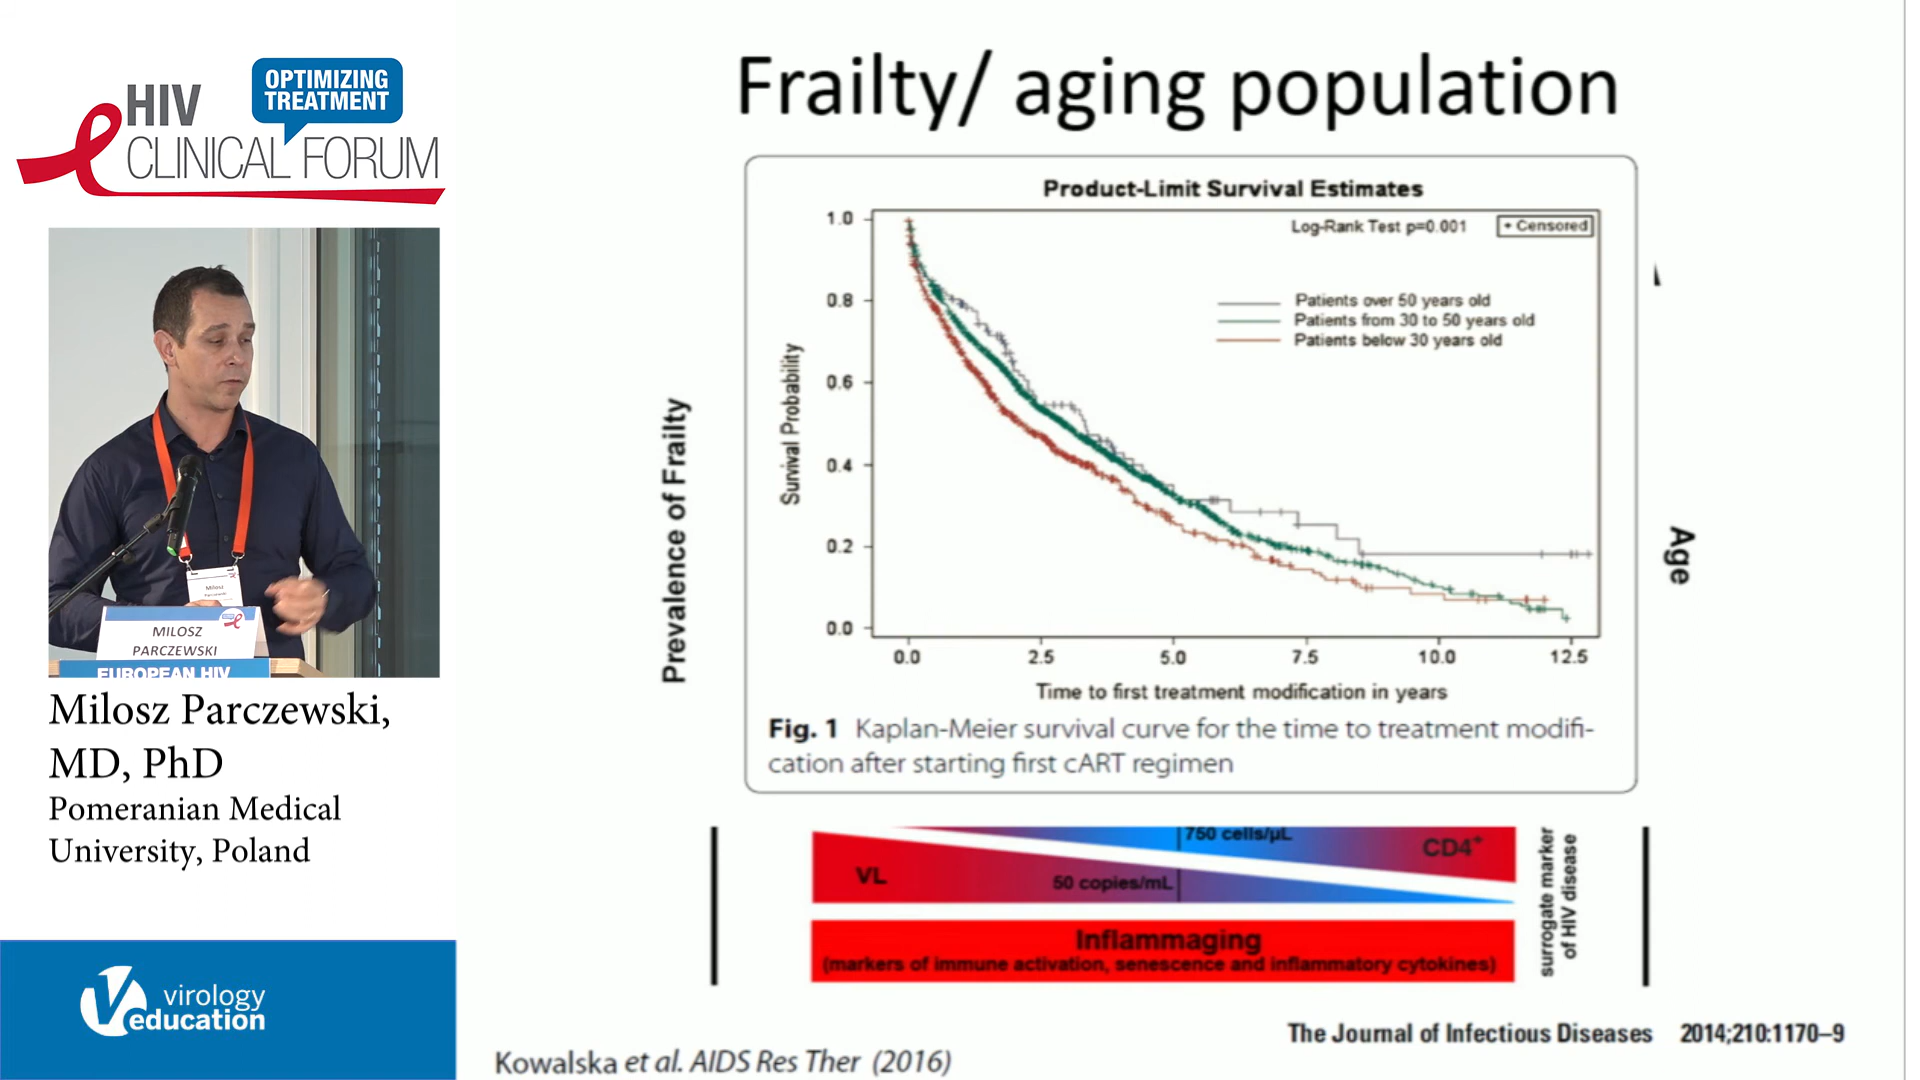 HIV
OPTIMIZING
TREATMENT
CLINICAL FORUM
MILOSZ
PARCZEWSKI
EUROPEAN HIV
Milosz Parczewski,
MD, PhD
Pomeranian Medical
University, Poland
virology
education
Frailty/ aging population
Product-Limit Survival Estimates
Log-Rank Test p=0.001
+ Censored
Patients over 50 years old
Patients from 30 to 50 years old
Patients below 30 years old
Survival Probability
1.0
0.8
0.6
0.4
0.2
0.0
0.0 2.5 5.0 7.5 10.0 12.5
Time to first treatment modification in years
Fig. 1 Kaplan-Meier survival curve for the time to treatment modifi-
cation after starting first cART regimen
Prevalence of Frailty
Age
750 cells/µL
CD4+
VL
50 copies/mL
Inflammaging
(markers of immune activation, senescence and inflammatory cytokines)
surrogate marker
of HIV disease
The Journal of Infectious Diseases 2014;210:1170–9
Kowalska et al. AIDS Res Ther (2016)